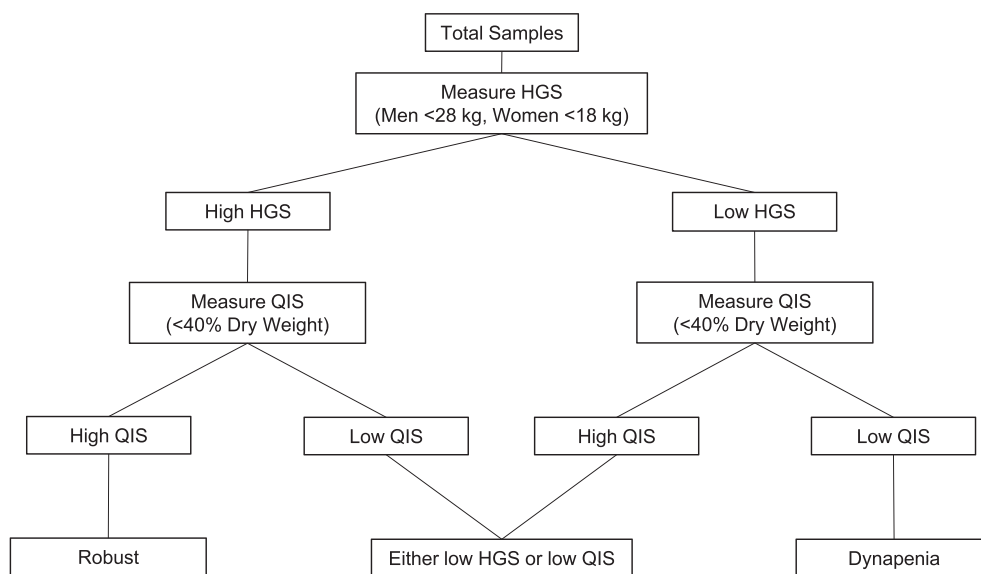 Total Samples
Measure HGS
(Men <28 kg, Women <18 kg)
High HGS
Low HGS
Measure QIS
(<40% Dry Weight)
Measure QIS
(<40% Dry Weight)
High QIS
Low QIS
High QIS
Low QIS
Robust
Either low HGS or low QIS
Dynapenia